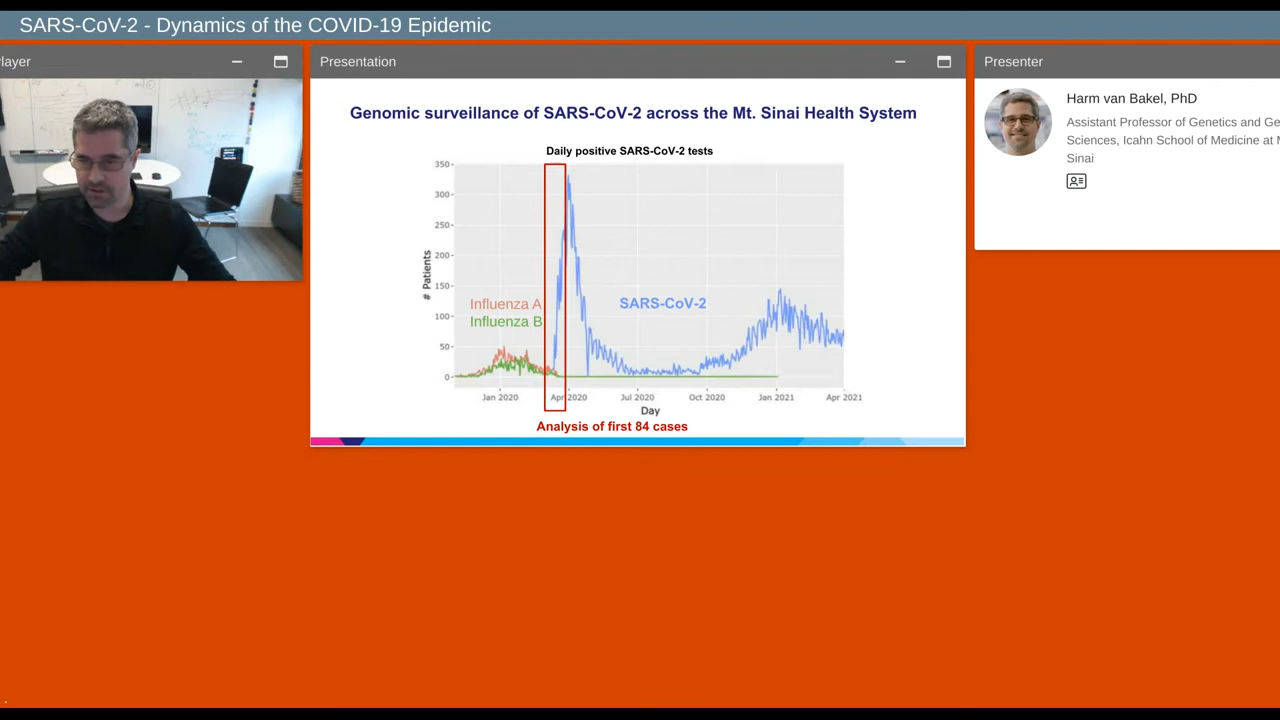 SARS-CoV-2 - Dynamics of the COVID-19 Epidemic
layer
Presentation
Genomic surveillance of SARS-CoV-2 across the Mt. Sinai Health System
Daily positive SARS-CoV-2 tests
350
300
250
200
150
100
50
0
# Patients
Influenza A
Influenza B
SARS-CoV-2
Jan 2020
Apr 2020
Jul 2020
Oct 2020
Jan 2021
Apr 2021
Day
Analysis of first 84 cases
Presenter
Harm van Bakel, PhD
Assistant Professor of Genetics and Ge
Sciences, Icahn School of Medicine at M
Sinai